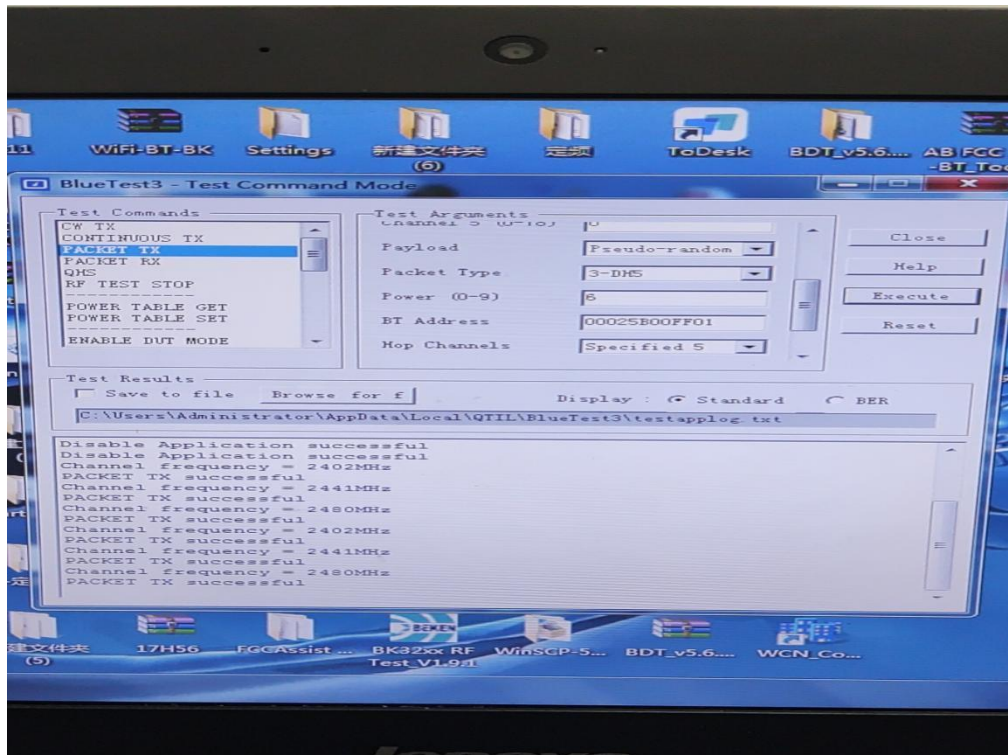 11
WiFi-BT-BK
Settings
新建文件夹
(6)
定频
ToDesk
BDT_v5.6....
AB FCC
-BT_Too
BlueTest3 - Test Command Mode
Test Commands
CW TX
CONTINUOUS TX
PACKET TX
PACKET RX
QHS
RF TEST STOP
------------
POWER TABLE GET
POWER TABLE SET
------------
ENABLE DUT MODE
Test Arguments
Channel 5 (0-78)
0
Payload
Pseudo-random
Packet Type
3-DH5
Power (0-9)
6
BT Address
00025B00FF01
Hop Channels
Specified 5
Close
Help
Execute
Reset
Test Results
Save to file
Browse for f
Display :
Standard
BER
C:\Users\Administrator\AppData\Local\QTIL\BlueTest3\testapplog.txt
Disable Application successful
Disable Application successful
Channel frequency = 2402MHz
PACKET TX successful
Channel frequency = 2441MHz
PACKET TX successful
Channel frequency = 2480MHz
PACKET TX successful
Channel frequency = 2402MHz
PACKET TX successful
Channel frequency = 2441MHz
PACKET TX successful
Channel frequency = 2480MHz
PACKET TX successful
建文件夹
(5)
17H56
FCCAssist ...
BEKEN
BK32xx RF
Test_V1.9.1
WinSCP-5...
BDT_v5.6....
WCN_Co...